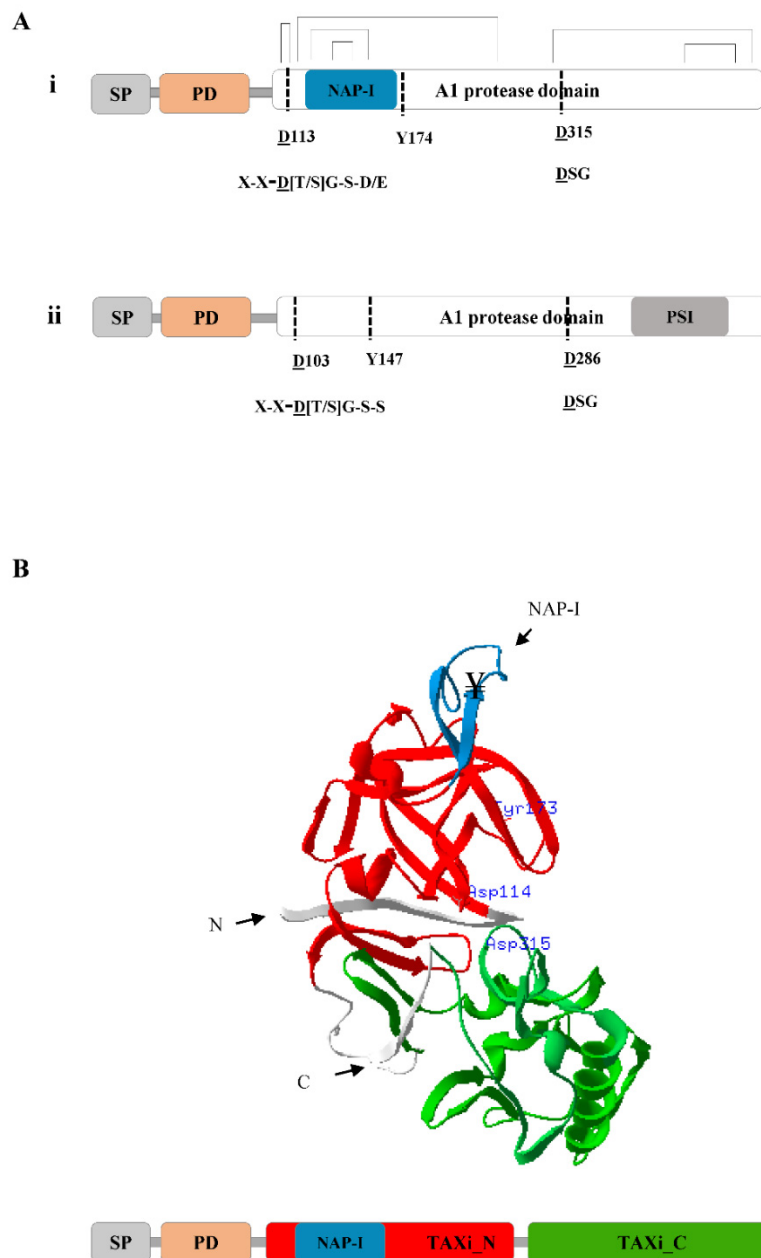 A
i
SP PD NAP-I A1 protease domain
D113 Y174 D315
X-X-D[T/S]G-S-D/E DSG
ii
SP PD A1 protease domain PSI
D103 Y147 D286
X-X-D[T/S]G-S-S DSG
B
NAP-I
¥
Tyr173
Asp114
N
Asp315
C
SP PD NAP-I TAXi_N TAXi_C